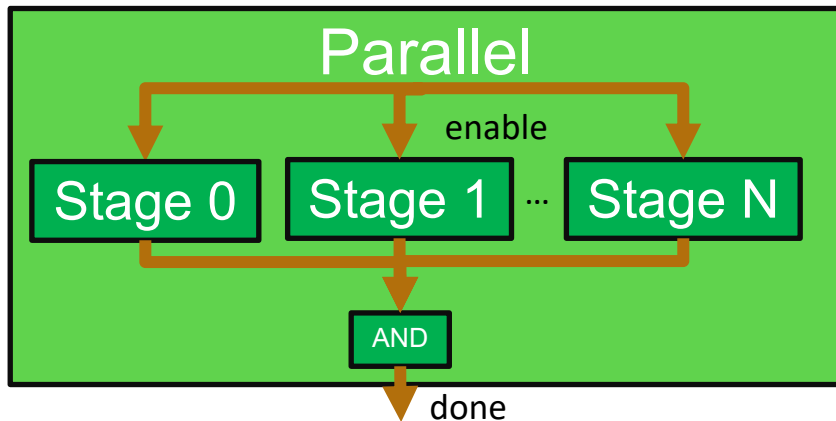 Parallel
enable
Stage 0
Stage 1
...
Stage N
AND
done